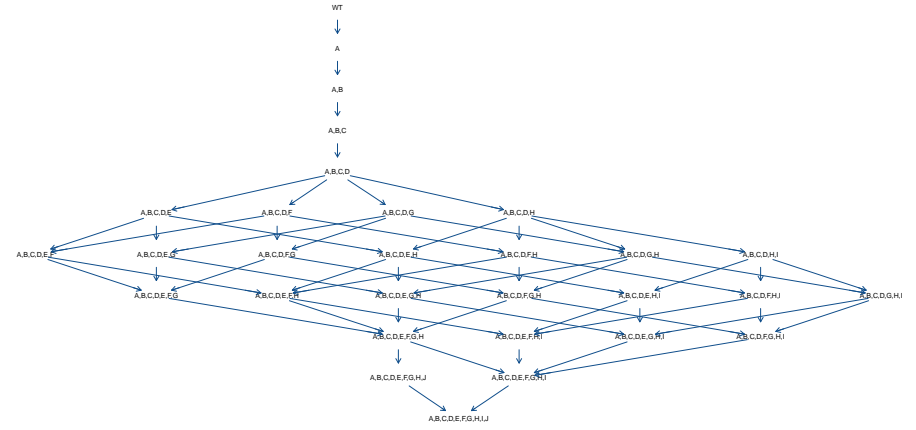 WT
A
A,B
A,B,C
A,B,C,D
A,B,C,D,E A,B,C,D,F A,B,C,D,G A,B,C,D,H
A,B,C,D,E,F A,B,C,D,E,G A,B,C,D,F,G A,B,C,D,E,H A,B,C,D,F,H A,B,C,D,G,H A,B,C,D,H,I
A,B,C,D,E,F,G A,B,C,D,E,F,H A,B,C,D,E,G,H A,B,C,D,F,G,H A,B,C,D,E,H,I A,B,C,D,F,H,I A,B,C,D,G,H,I
A,B,C,D,E,F,G,H A,B,C,D,E,F,H,I A,B,C,D,E,G,H,I A,B,C,D,F,G,H,I
A,B,C,D,E,F,G,H,J A,B,C,D,E,F,G,H,I
A,B,C,D,E,F,G,H,I,J